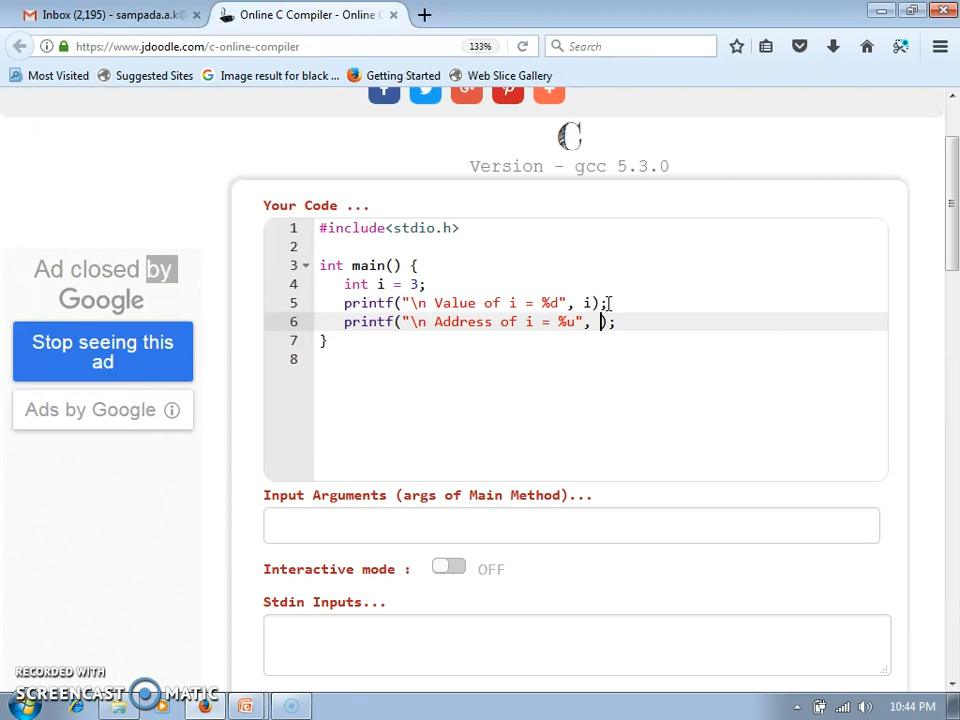 Inbox (2,195) - sampada.a.k@
Online C Compiler - Online C
https://www.jdoodle.com/c-online-compiler
133%
Search
Most Visited
Suggested Sites
Image result for black ...
Getting Started
Web Slice Gallery
C
Version - gcc 5.3.0
Your Code ...
1 #include<stdio.h>
2
3 int main() {
4 int i = 3;
5 printf("\n Value of i = %d", i);
6 printf("\n Address of i = %u", );
7 }
8
Ad closed by
Google
Stop seeing this
ad
Ads by Google
Input Arguments (args of Main Method)...
Interactive mode :
OFF
Stdin Inputs...
RECORDED WITH
SCREENCAST MATIC
10:44 PM